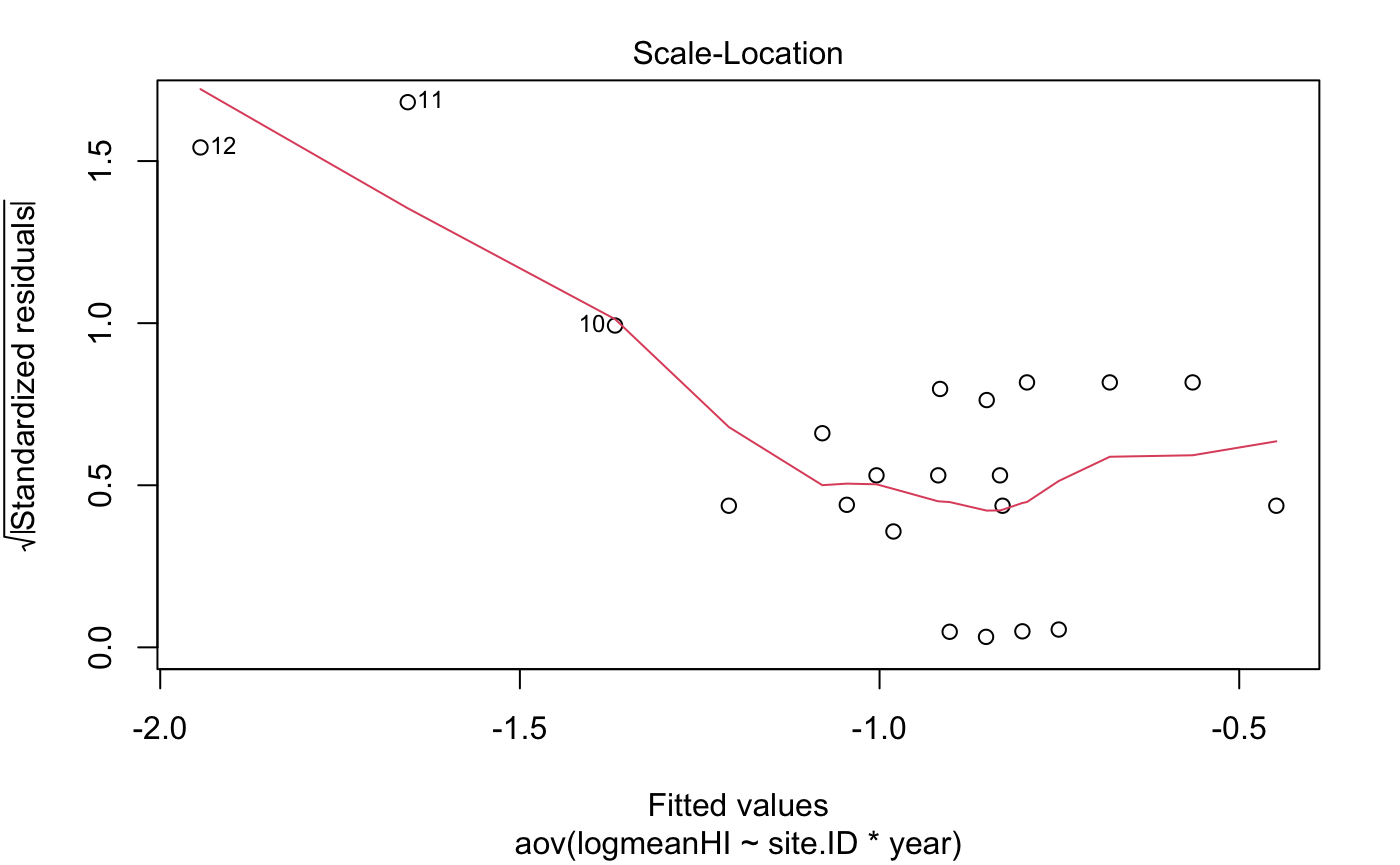 Scale-Location
√|Standardized residuals|
1.5
1.0
0.5
0.0
12
11
10
-2.0 -1.5 -1.0 -0.5
Fitted values
aov(logmeanHI ~ site.ID * year)